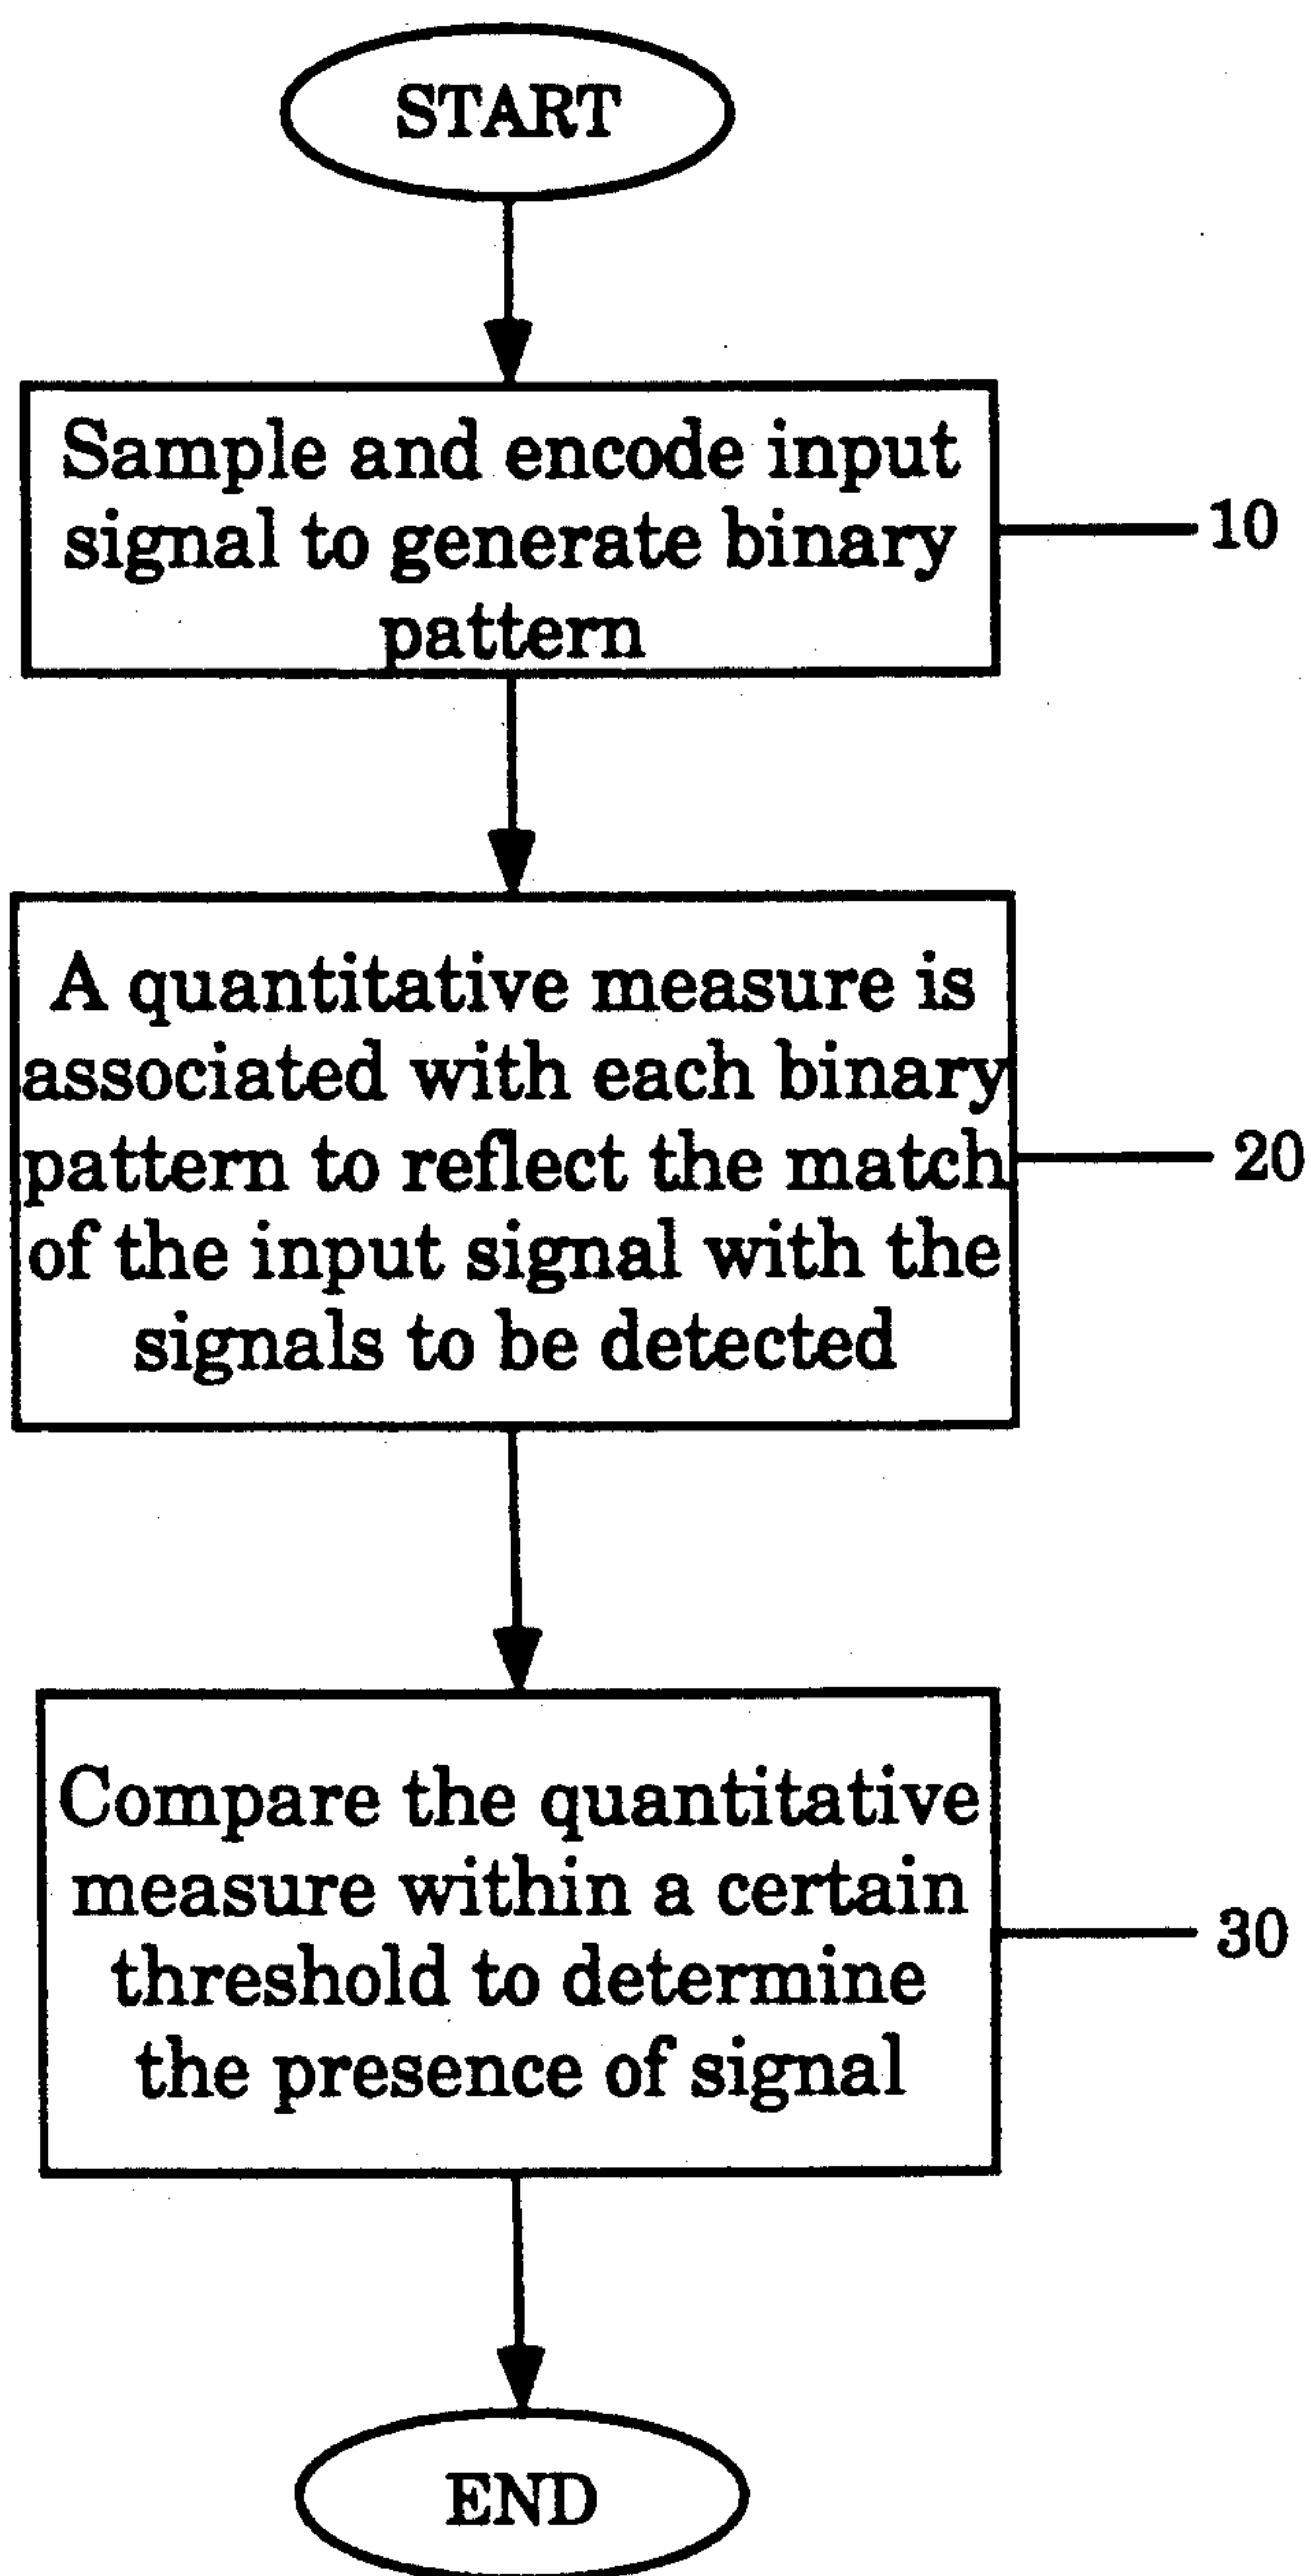 START
Sample and encode input
signal to generate binary
pattern
10
A quantitative measure is
associated with each binary
pattern to reflect the match
of the input signal with the
signals to be detected
20
Compare the quantitative
measure within a certain
threshold to determine
the presence of signal
30
END